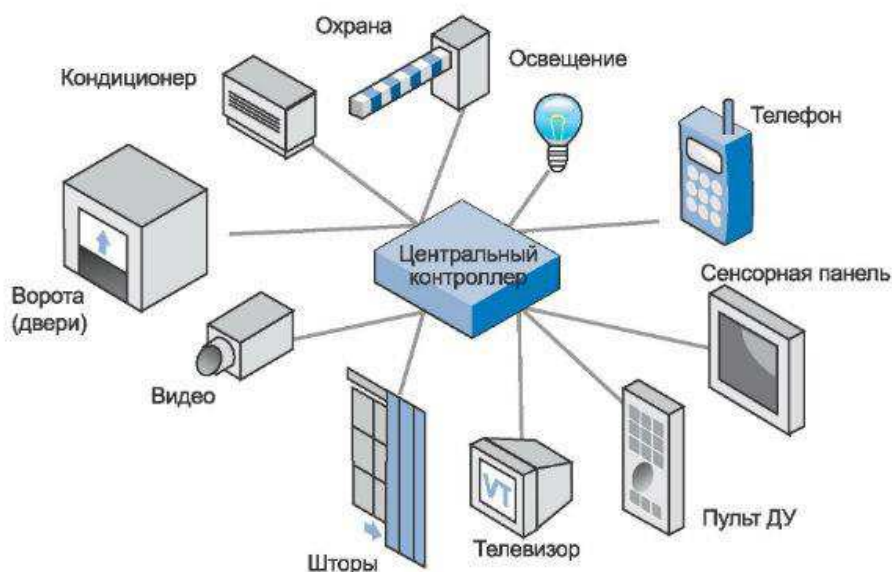 Охрана
Кондиционер
Освещение
Телефон
Центральный
контроллер
Сенсорная панель
Ворота
(двери)
Видео
VT
Пульт ДУ
Телевизор
Шторы